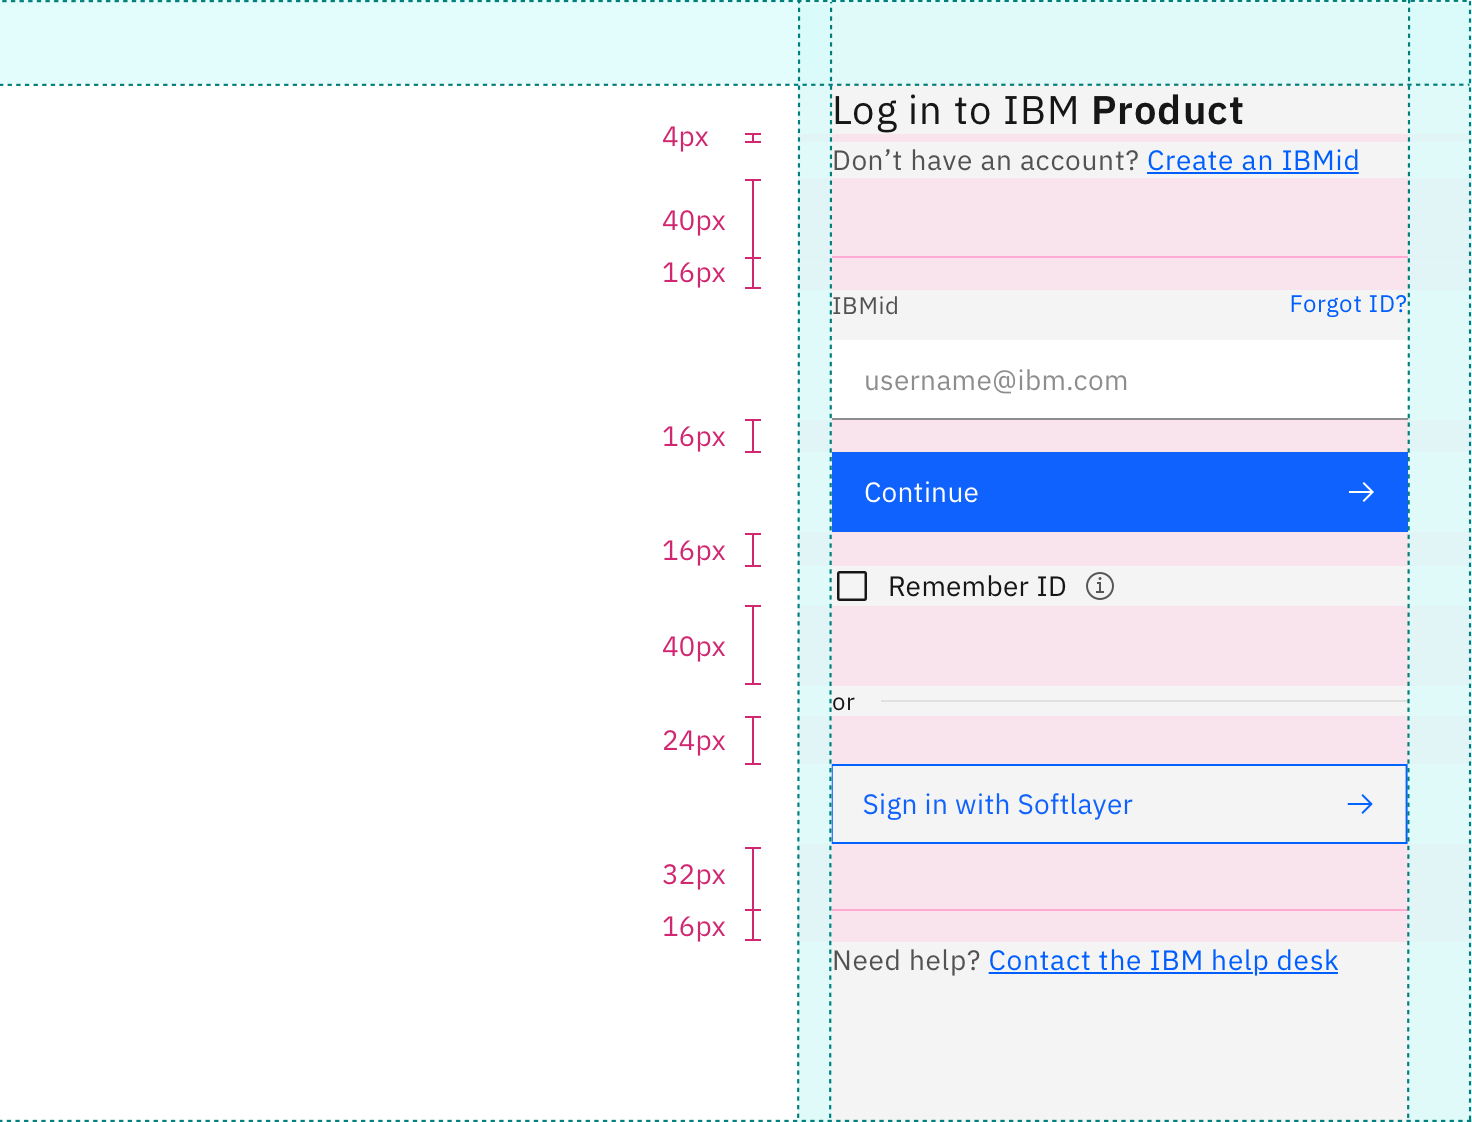 Log in to IBM Product
4px
Don’t have an account? Create an IBMid
40px
16px
IBMid
Forgot ID?
username@ibm.com
16px
Continue
16px
Remember ID
40px
or
24px
Sign in with Softlayer
32px
16px
Need help? Contact the IBM help desk